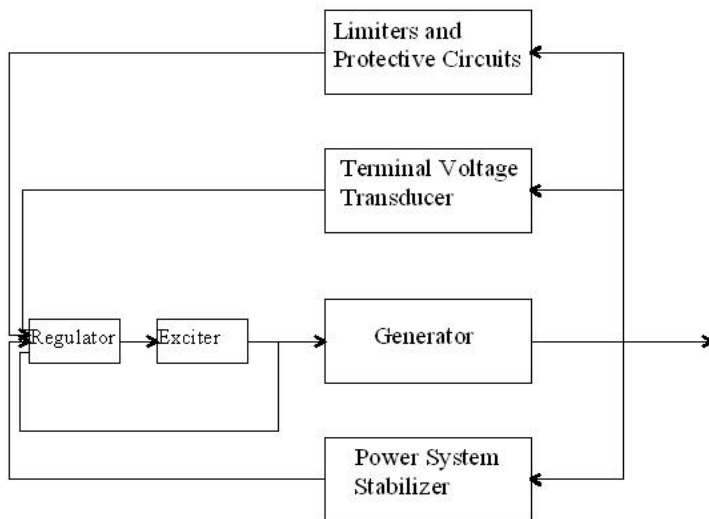 Limiters and
Protective Circuits
Terminal Voltage
Transducer
Regulator
Exciter
Generator
Power System
Stabilizer